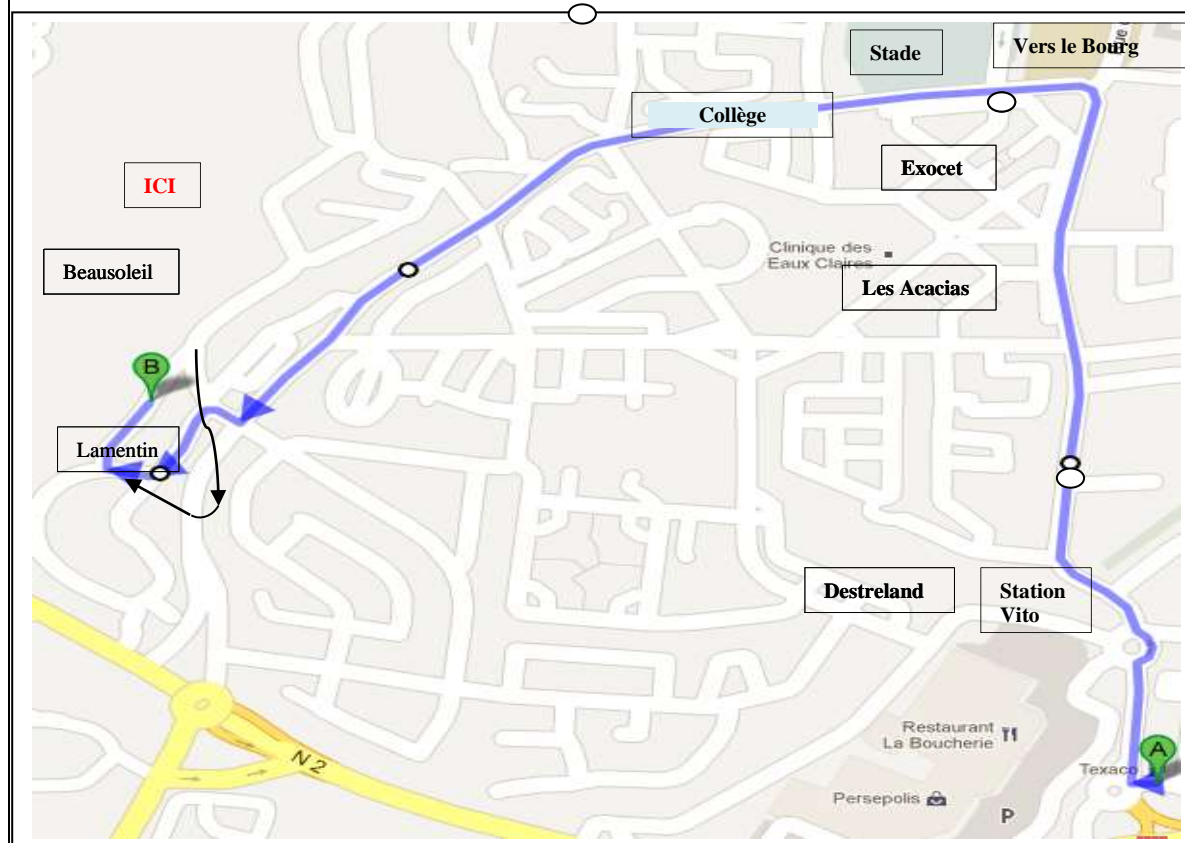 Stade
Vers le Bourg
Collège
Exocet
ICI
Clinique des
Eaux Claires
Beausoleil
Les Acacias
B
Lamentin
Destreland
Station
Vito
Restaurant
La Boucherie
N 2
A
Texaco
Persepolis
P